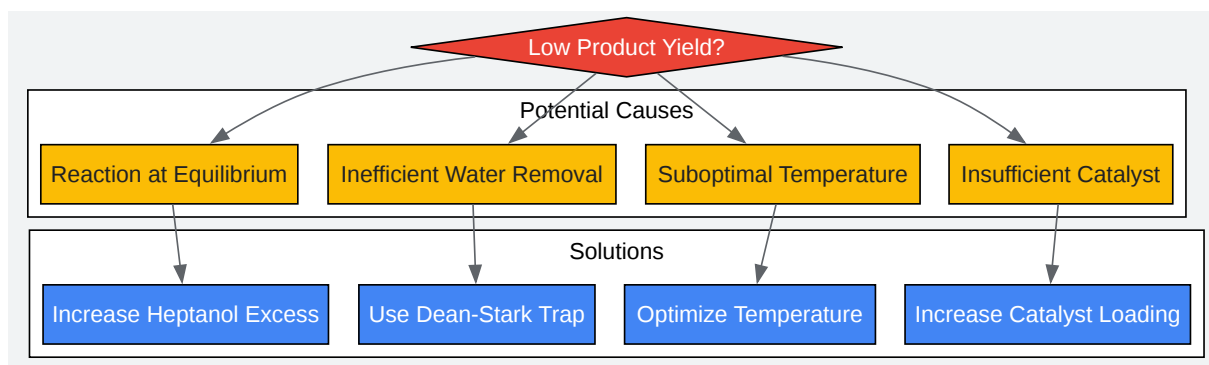 Low Product Yield?
Potential Causes
Reaction at Equilibrium
Inefficient Water Removal
Suboptimal Temperature
Insufficient Catalyst
Solutions
Increase Heptanol Excess
Use Dean-Stark Trap
Optimize Temperature
Increase Catalyst Loading